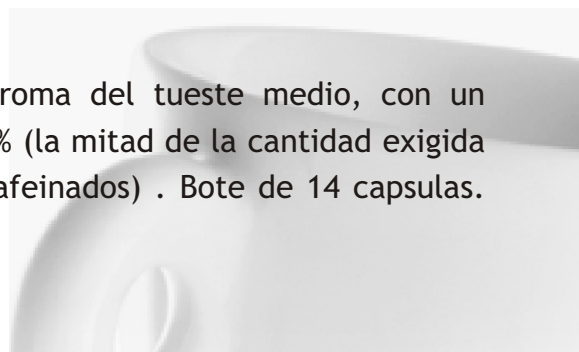 roma del tueste medio, con un
% (la mitad de la cantidad exigida
afeinados) . Bote de 14 capsulas.